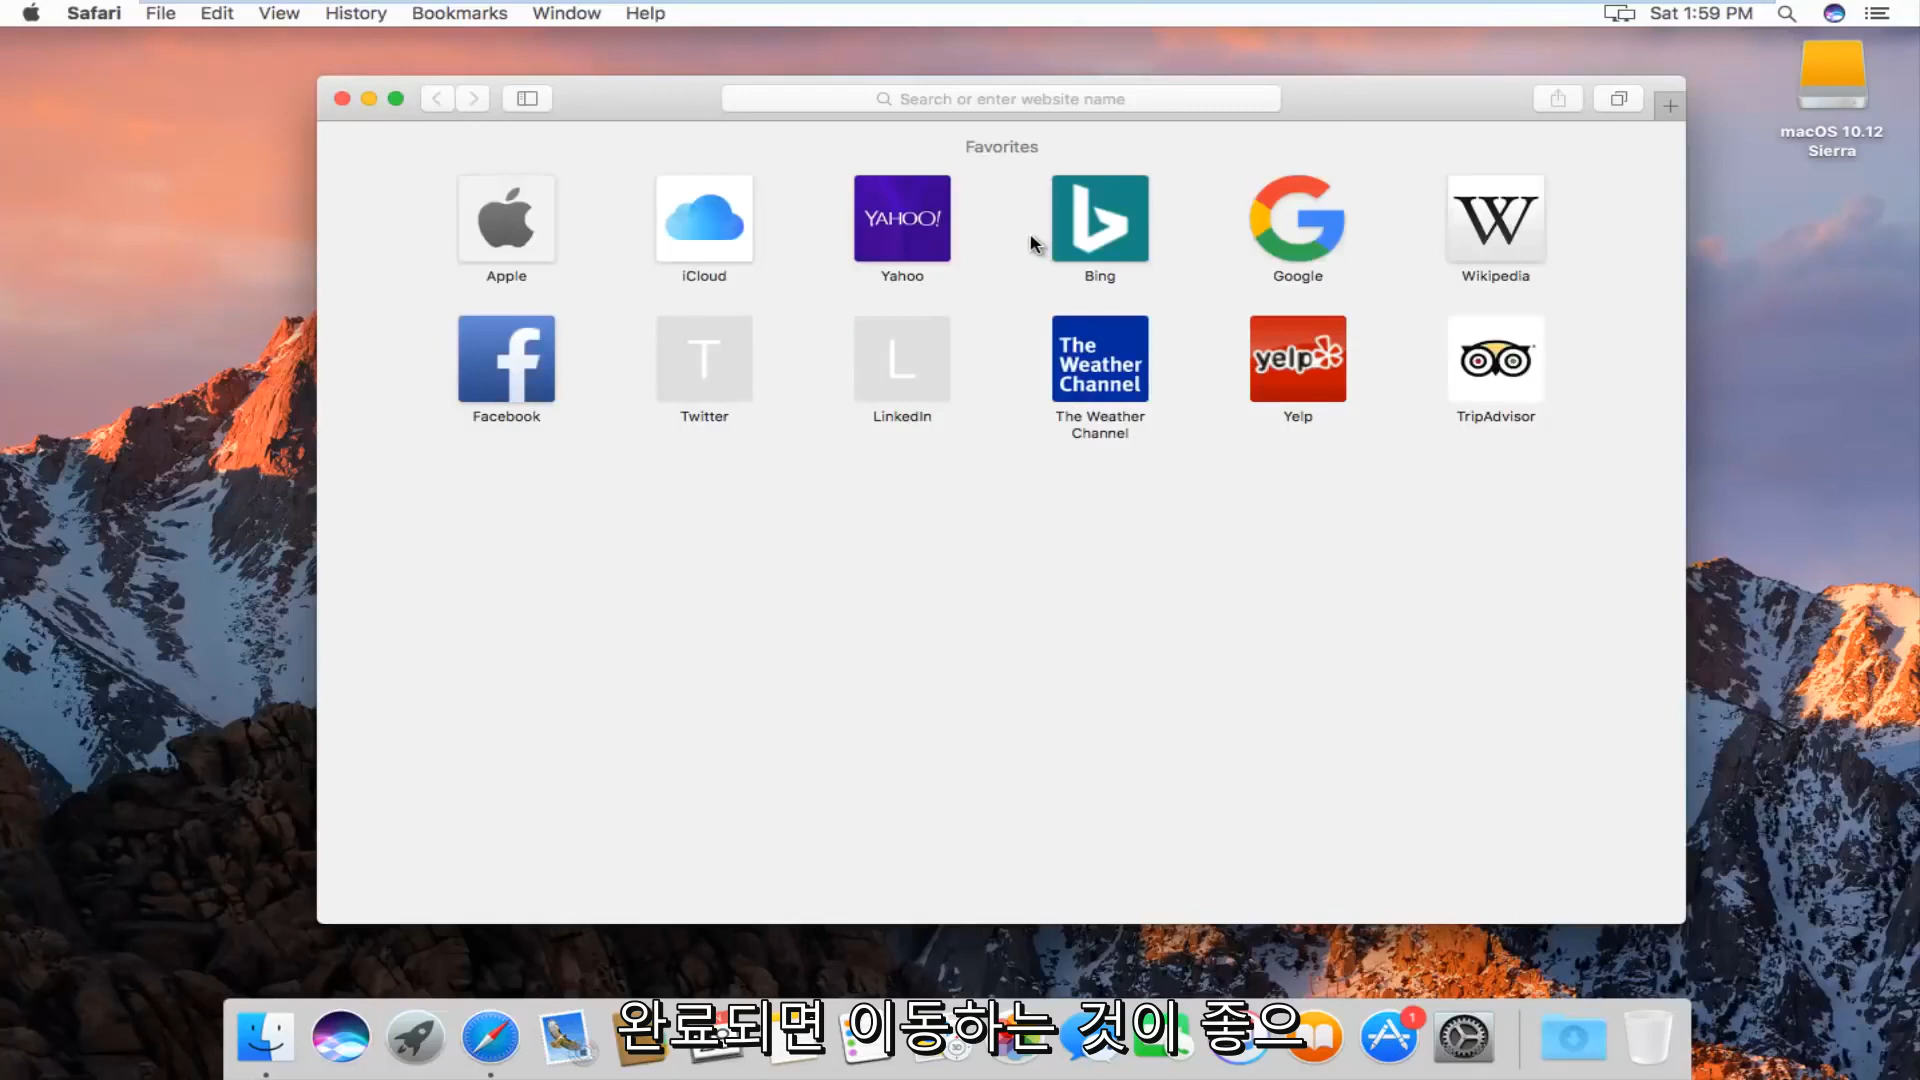 Safari File Edit View History Bookmarks Window Help Sat 1:59 PM
Search or enter website name
macOS 10.12
Sierra
Favorites
YAHOO!
W
Apple iCloud Yahoo Bing Google Wikipedia
f T L The
Weather
Channel yelp
Facebook Twitter LinkedIn The Weather
Channel Yelp TripAdvisor
완료되면 이동하는 것이 좋으
1